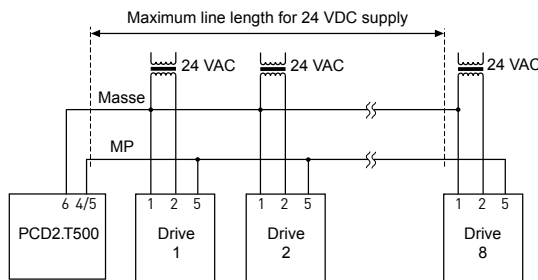 Maximum line length for 24 VDC supply
24 VAC 24 VAC 24 VAC
Masse
MP
6 4/5 1 2 5 1 2 5 1 2 5
PCD2.T500 Drive 1 Drive 2 Drive 8